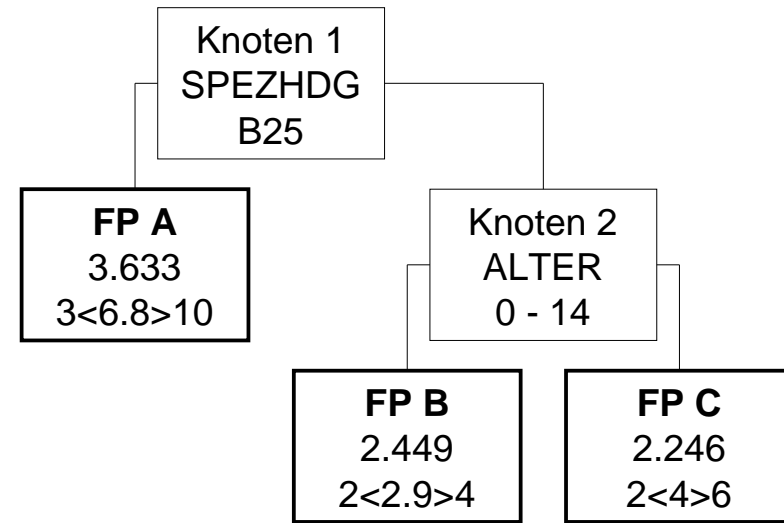 Knoten 1
SPEZHDG
B25
FP A
3.633
3<6.8>10
Knoten 2
ALTER
0 - 14
FP B
2.449
2<2.9>4
FP C
2.246
2<4>6